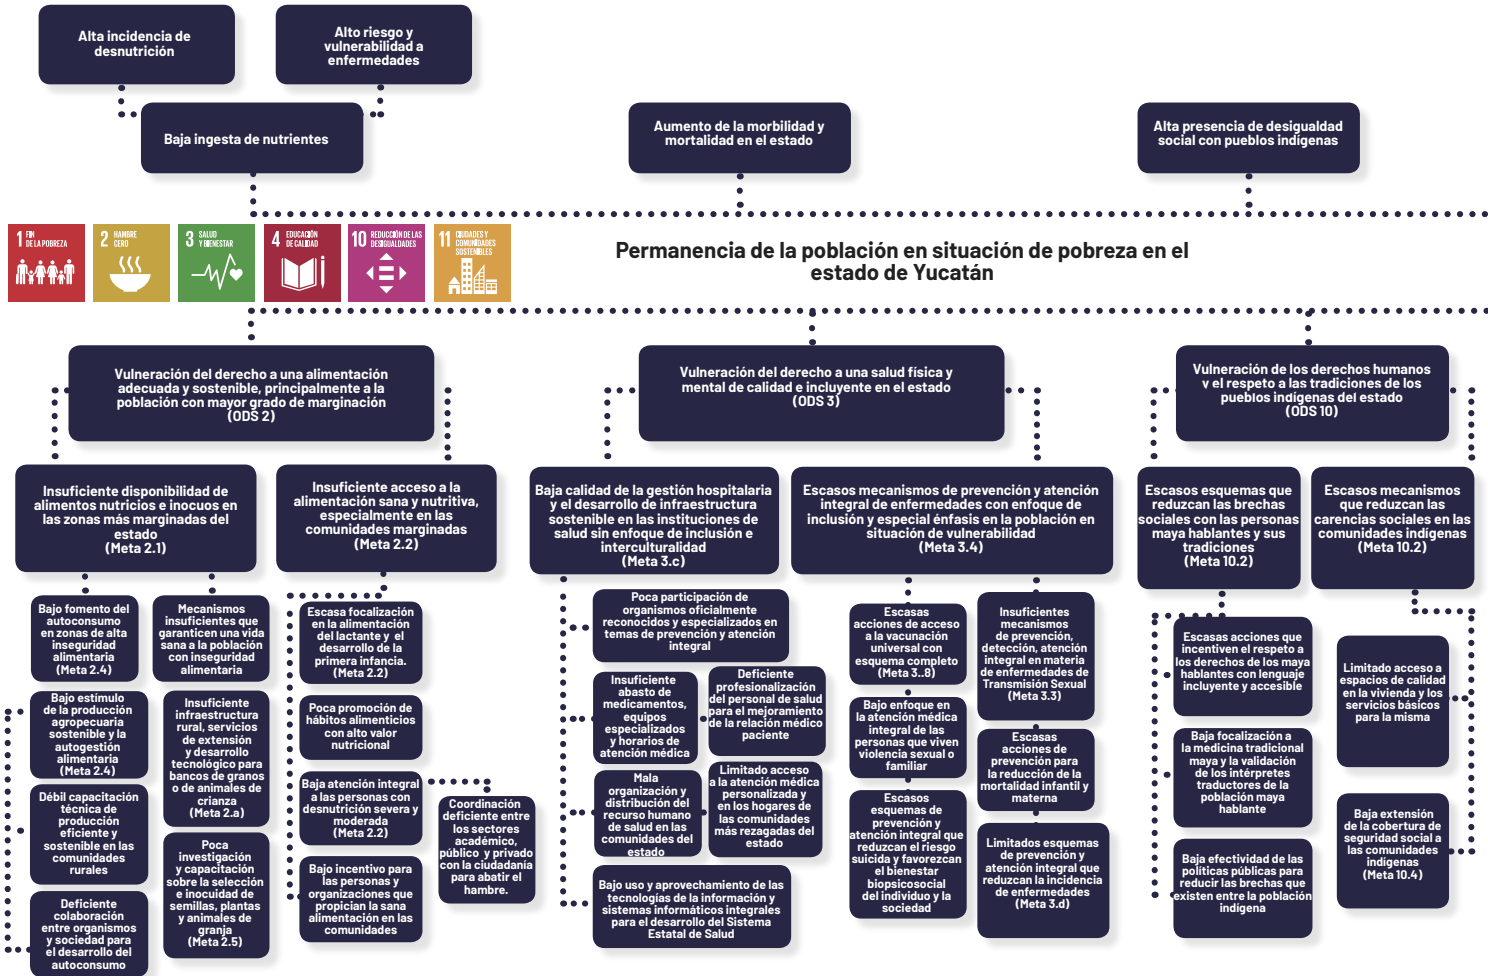 Alta incidencia de
desnutrición
Alto riesgo y
vulnerabilidad a
enfermedades
Baja ingesta de nutrientes
Aumento de la morbilidad y
mortalidad en el estado
Alta presencia de desigualdad
social con pueblos indígenas
1 FIN
DE LA POBREZA
2 HAMBRE
CERO
3 SALUD
Y BIENESTAR
4 EDUCACIÓN
DE CALIDAD
10 REDUCCIÓN DE LAS
DESIGUALDADES
11 CIUDADES Y
COMUNIDADES
SOSTENIBLES
Permanencia de la población en situación de pobreza en el
estado de Yucatán
Vulneración del derecho a una alimentación
adecuada y sostenible, principalmente a la
población con mayor grado de marginación
(ODS 2)
Vulneración del derecho a una salud física y
mental de calidad e incluyente en el estado
(ODS 3)
Vulneración de los derechos humanos
y el respeto a las tradiciones de los
pueblos indígenas del estado
(ODS 10)
Insuficiente disponibilidad de
alimentos nutricios e inocuos en
las zonas más marginadas del
estado
(Meta 2.1)
Insuficiente acceso a la
alimentación sana y nutritiva,
especialmente en las
comunidades marginadas
(Meta 2.2)
Baja calidad de la gestión hospitalaria
y el desarrollo de infraestructura
sostenible en las instituciones de
salud sin enfoque de inclusión e
interculturalidad
(Meta 3.c)
Escasos mecanismos de prevención y atención
integral de enfermedades con enfoque de
inclusión y especial énfasis en la población en
situación de vulnerabilidad
(Meta 3.4)
Escasos esquemas que
reduzcan las brechas
sociales con las personas
maya hablantes y sus
tradiciones
(Meta 10.2)
Escasos mecanismos
que reduzcan las
carencias sociales en las
comunidades indígenas
(Meta 10.2)
Bajo fomento del
autoconsumo
en zonas de alta
inseguridad
alimentaria
(Meta 2.4)
Mecanismos
insuficientes que
garanticen una vida
sana a la población
con inseguridad
alimentaria
Escasa focalización
en la alimentación
del lactante y el
desarrollo de la
primera infancia.
(Meta 2.2)
Bajo estímulo
de la producción
agropecuaria
sostenible y la
autogestión
alimentaria
(Meta 2.4)
Insuficiente
infraestructura
rural, servicios
de extensión
y desarrollo
tecnológico para
bancos de granos
o de animales de
crianza
(Meta 2.a)
Poca promoción de
hábitos alimenticios
con alto valor
nutricional
Débil capacitación
técnica de
producción
eficiente y
sostenible en las
comunidades
rurales
Poca
investigación
y capacitación
sobre la selección
e inocuidad de
semillas, plantas
y animales de
granja
(Meta 2.5)
Baja atención integral
a las personas con
desnutrición severa y
moderada
(Meta 2.2)
Coordinación
deficiente entre
los sectores
académico,
público y privado
con la ciudadanía
para abatir el
hambre.
Deficiente
colaboración
entre organismos
y sociedad para
el desarrollo del
autoconsumo
Bajo incentivo para
las personas y
organizaciones que
propician la sana
alimentación en las
comunidades
Poca participación de
organismos oficialmente
reconocidos y especializados en
temas de prevención y atención
integral
Insuficiente
abasto de
medicamentos,
equipos
especializados
y horarios de
atención médica
Deficiente
profesionalización
del personal de salud
para el mejoramiento
de la relación médico
paciente
Mala
organización y
distribución del
recurso humano
de salud en las
comunidades del
estado
Limitado acceso
a la atención médica
personalizada y
en los hogares de
las comunidades
más rezagadas del
estado
Bajo uso y aprovechamiento de las
tecnologías de la información y
sistemas informáticos integrales
para el desarrollo del Sistema
Estatal de Salud
Escasas
acciones de acceso
a la vacunación
universal con
esquema completo
(Meta 3..8)
Insuficientes
mecanismos
de prevención,
detección, atención
integral en materia
de enfermedades de
Transmisión Sexual
(Meta 3.3)
Bajo enfoque en
la atención médica
integral de las
personas que viven
violencia sexual o
familiar
Escasas
acciones de
prevención para
la reducción de la
mortalidad infantil y
materna
Escasos
esquemas de
prevención y
atención integral que
reduzcan el riesgo
suicida y favorezcan
el bienestar
biopsicosocial
del individuo y la
sociedad
Limitados esquemas
de prevención y
atención integral que
reduzcan la incidencia
de enfermedades
(Meta 3.d)
Escasas acciones que
incentiven el respeto a
los derechos de los maya
hablantes con lenguaje
incluyente y accesible
Limitado acceso a
espacios de calidad
en la vivienda y los
servicios básicos
para la misma
Baja focalización a
la medicina tradicional
maya y la validación
de los intérpretes
traductores de la
población maya
hablante
Baja extensión
de la cobertura de
seguridad social a
las comunidades
indígenas
(Meta 10.4)
Baja efectividad de las
políticas públicas para
reducir las brechas que
existen entre la población
indígena